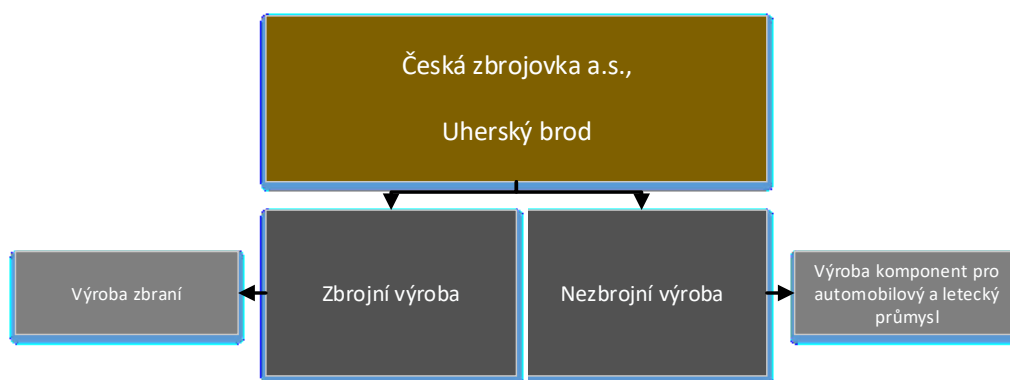 Česká zbrojovka a.s.,
Uherský brod
Zbrojní výroba
Nezbrojní výroba
Výroba zbraní
Výroba komponent pro
automobilový a letecký
průmysl